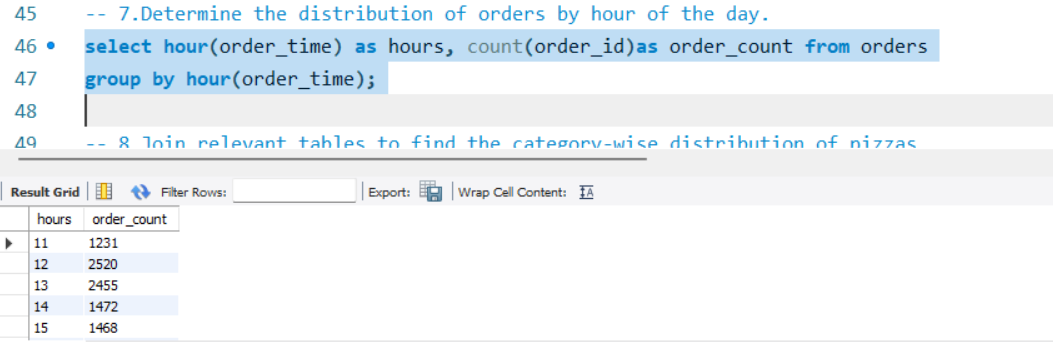 45 -- 7.Determine the distribution of orders by hour of the day.
46 select hour(order_time) as hours, count(order_id)as order_count from orders
47 group by hour(order_time);
48
49 -- 8 Join relevant tables to find the category-wise distribution of pizzas
Result Grid Filter Rows: Export: Wrap Cell Content: IA
hours order_count
11 1231
12 2520
13 2455
14 1472
15 1468